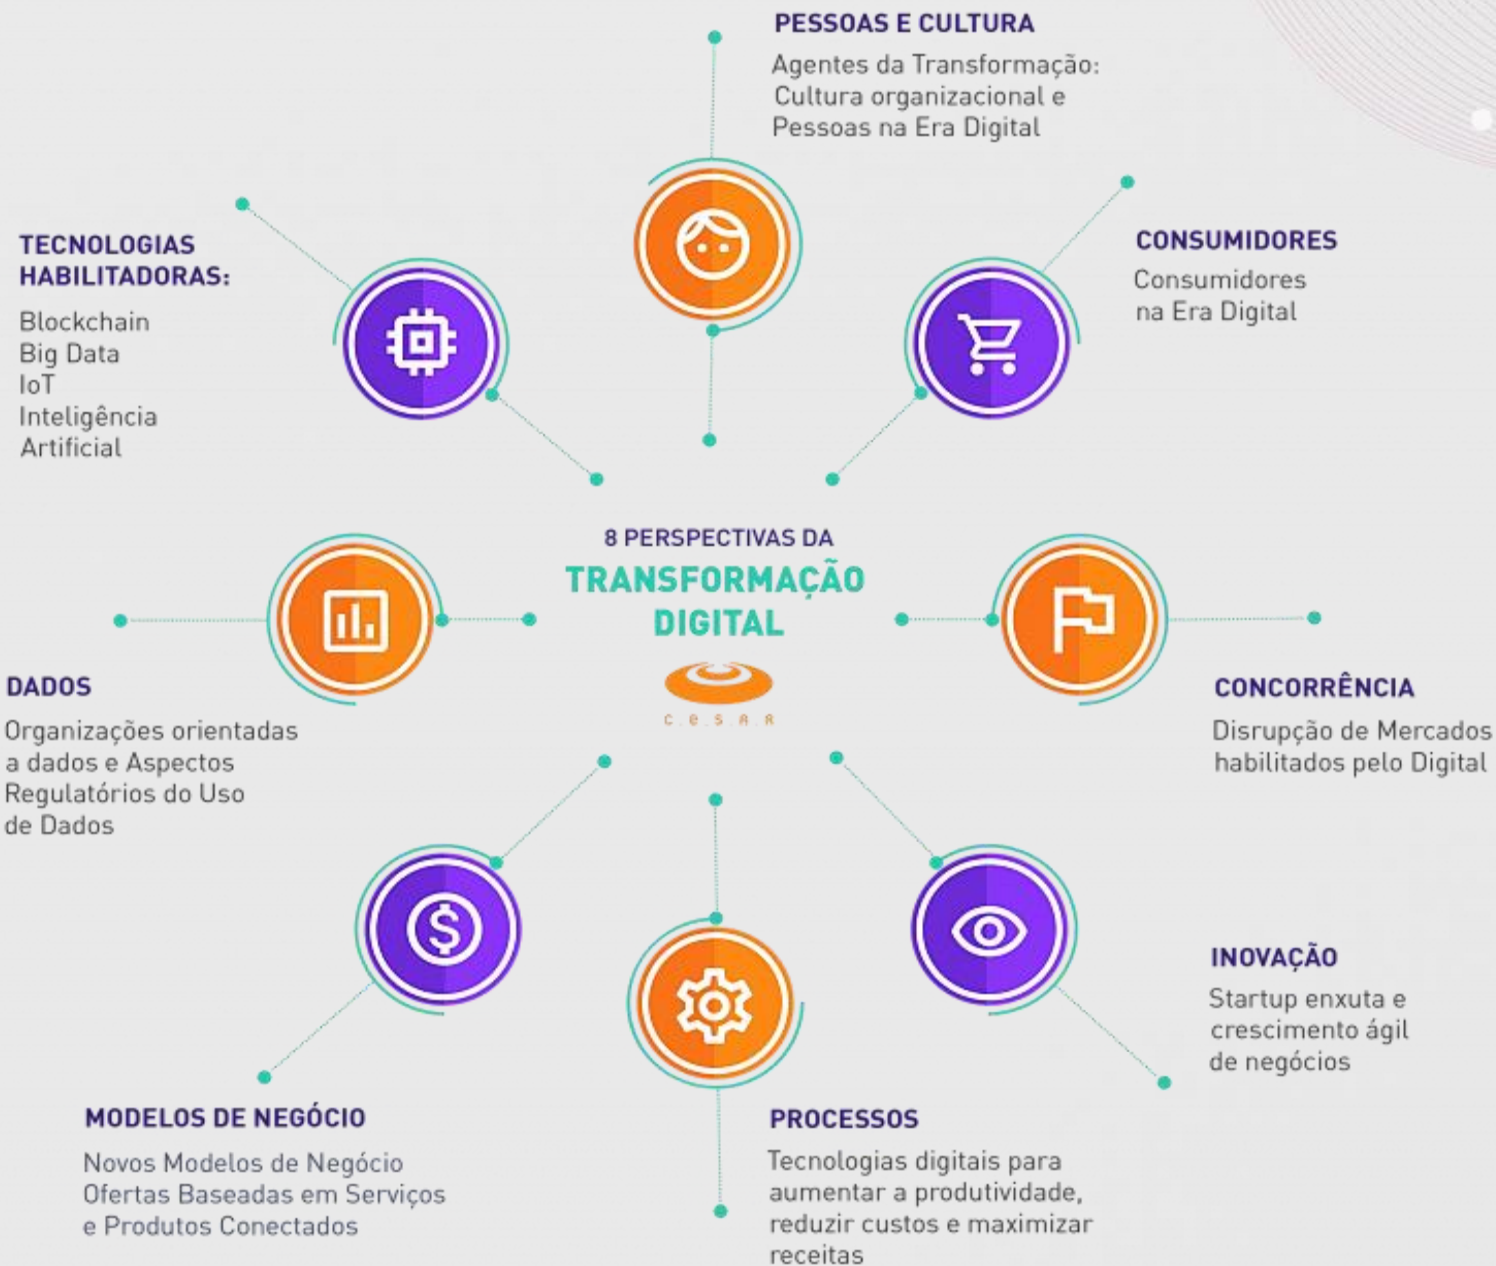 PESSOAS E CULTURA
Agentes da Transformação:
Cultura organizacional e
Pessoas na Era Digital
CONSUMIDORES
Consumidores
na Era Digital
TECNOLOGIAS
HABILITADORAS:
Blockchain
Big Data
IoT
Inteligência
Artificial
8 PERSPECTIVAS DA
TRANSFORMAÇÃO
DIGITAL
C.e.S.A.R
DADOS
Organizações orientadas
a dados e Aspectos
Regulatórios do Uso
de Dados
CONCORRÊNCIA
Disrupção de Mercados
habilitados pelo Digital
INOVAÇÃO
Startup enxuta e
crescimento ágil
de negócios
MODELOS DE NEGÓCIO
Novos Modelos de Negócio
Ofertas Baseadas em Serviços
e Produtos Conectados
PROCESSOS
Tecnologias digitais para
aumentar a produtividade,
reduzir custos e maximizar
receitas